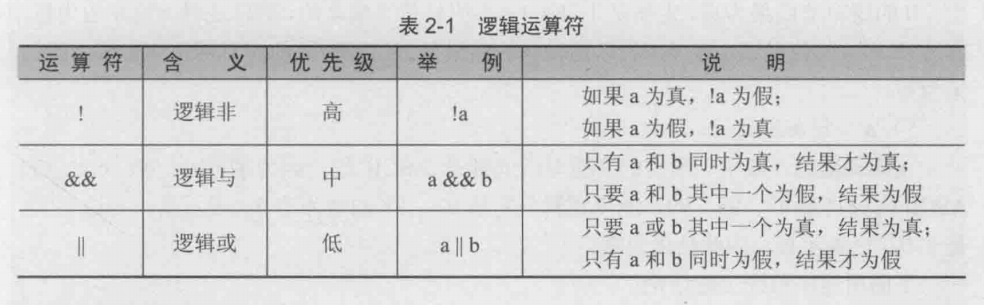 表 2-1 逻辑运算符
运算符 含义 优先级 举例 说明
! 逻辑非 高 !a 如果 a 为真，!a 为假；
如果 a 为假，!a 为真
&& 逻辑与 中 a && b 只有 a 和 b 同时为真，结果才为真；
只要 a 和 b 其中一个为假，结果为假
|| 逻辑或 低 a || b 只要 a 或 b 其中一个为真，结果为真；
只有 a 和 b 同时为假，结果才为假